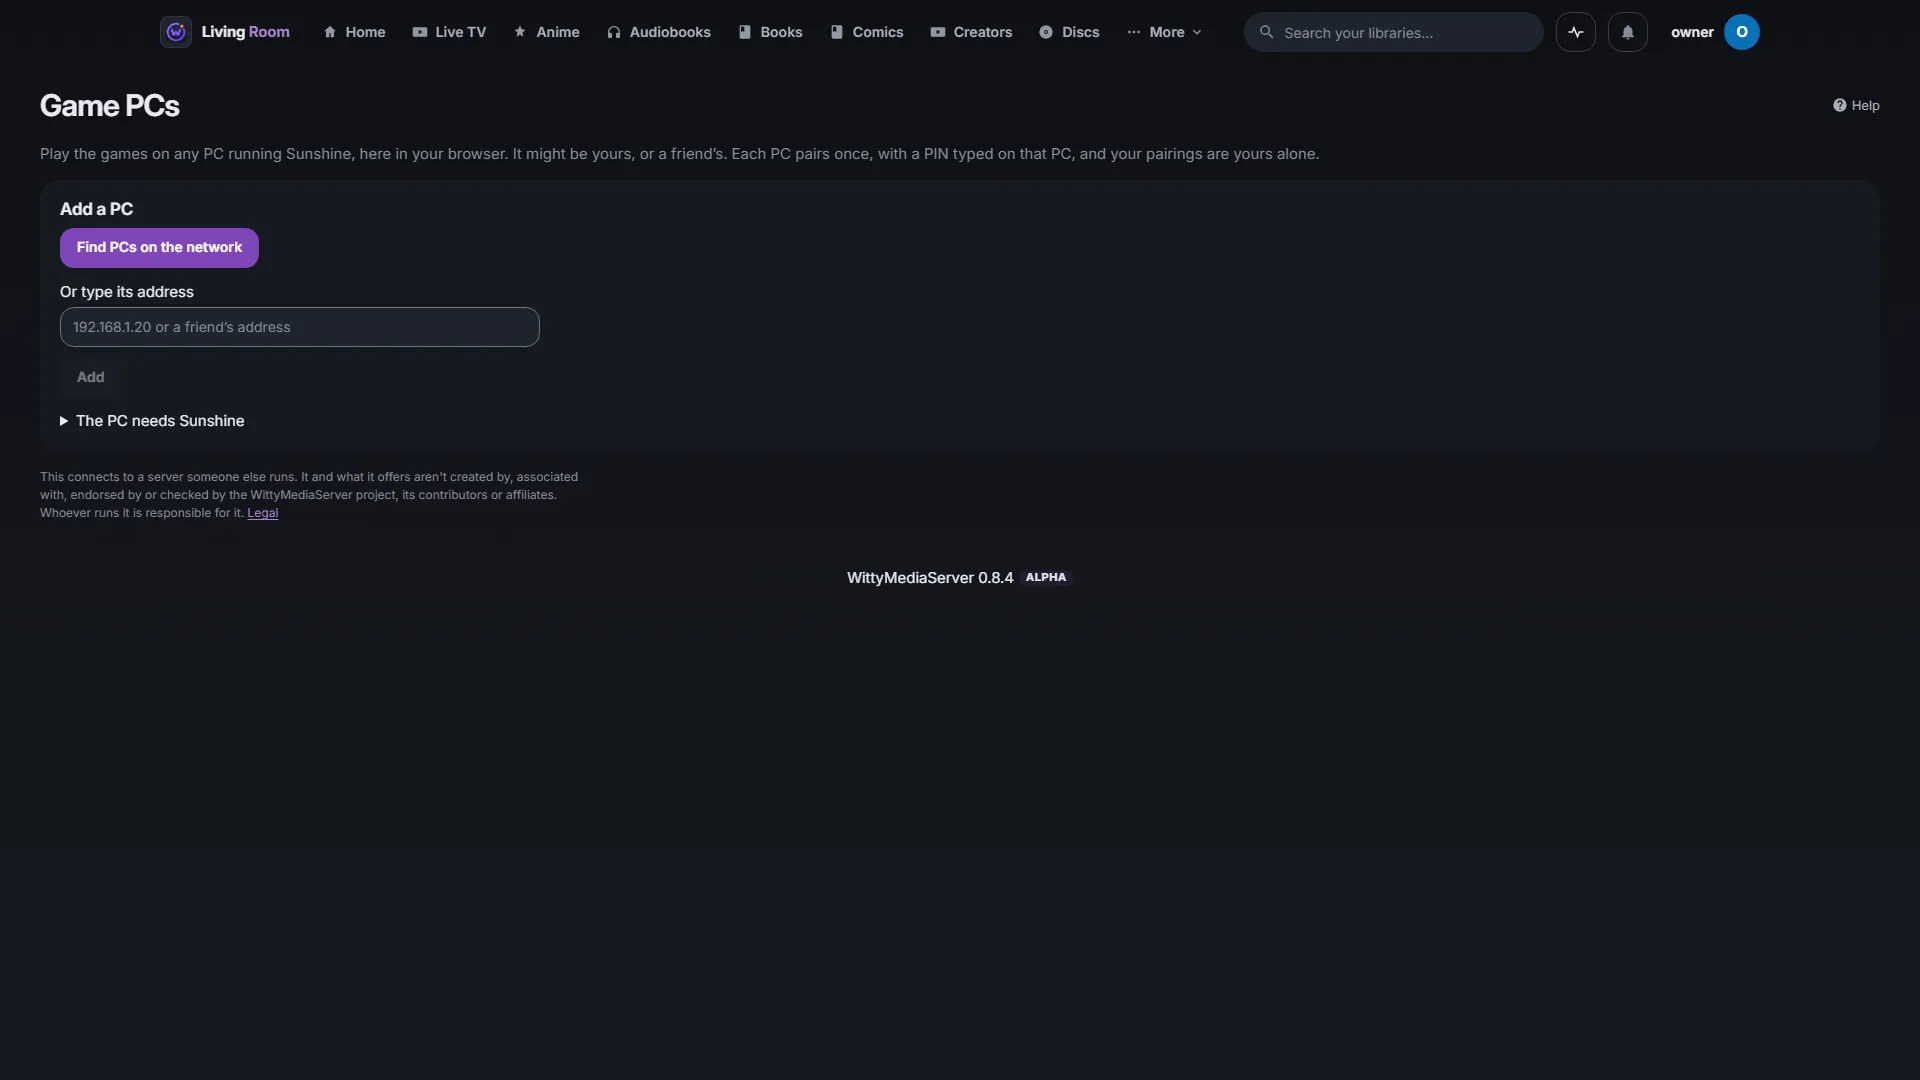 Living Room
Home
Live TV
Anime
Audiobooks
Books
Comics
Creators
Discs
More
Search your libraries...
owner
O
Game PCs
Help
Play the games on any PC running Sunshine, here in your browser. It might be yours, or a friend's. Each PC pairs once, with a PIN typed on that PC, and your pairings are yours alone.
Add a PC
Find PCs on the network
Or type its address
192.168.1.20 or a friend's address
Add
The PC needs Sunshine
This connects to a server someone else runs. It and what it offers aren't created by, associated
with, endorsed by or checked by the WittyMediaServer project, its contributors or affiliates.
Whoever runs it is responsible for it. Legal
WittyMediaServer 0.8.4 ALPHA